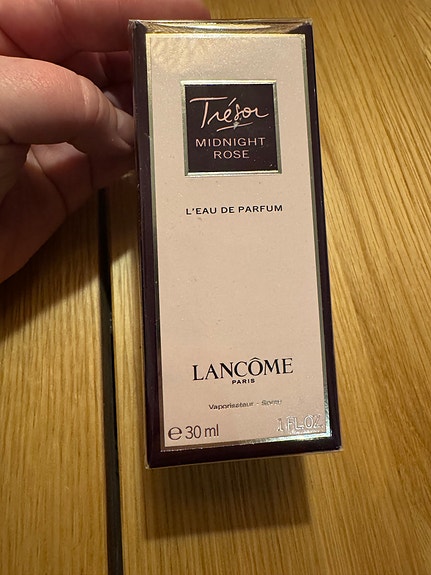 Trésor
MIDNIGHT
ROSE
L'EAU DE PARFUM
LANCÔME
PARIS
Vaporisateur - Spray
℮ 30 ml 1 FL.OZ.